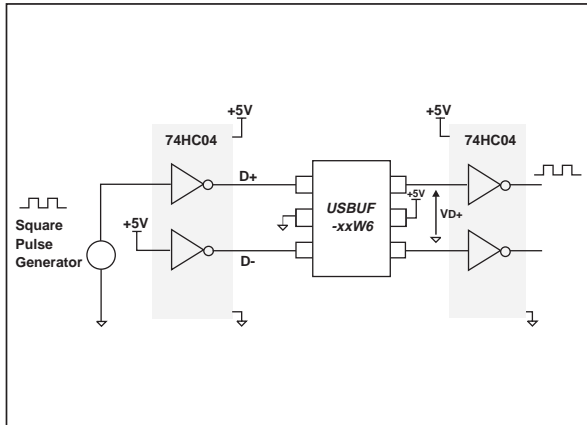 +5V
+5V
74HC04
74HC04
D+
USBUF
-xxW6
+5V
VD+
Square
Pulse
Generator
+5V
D-